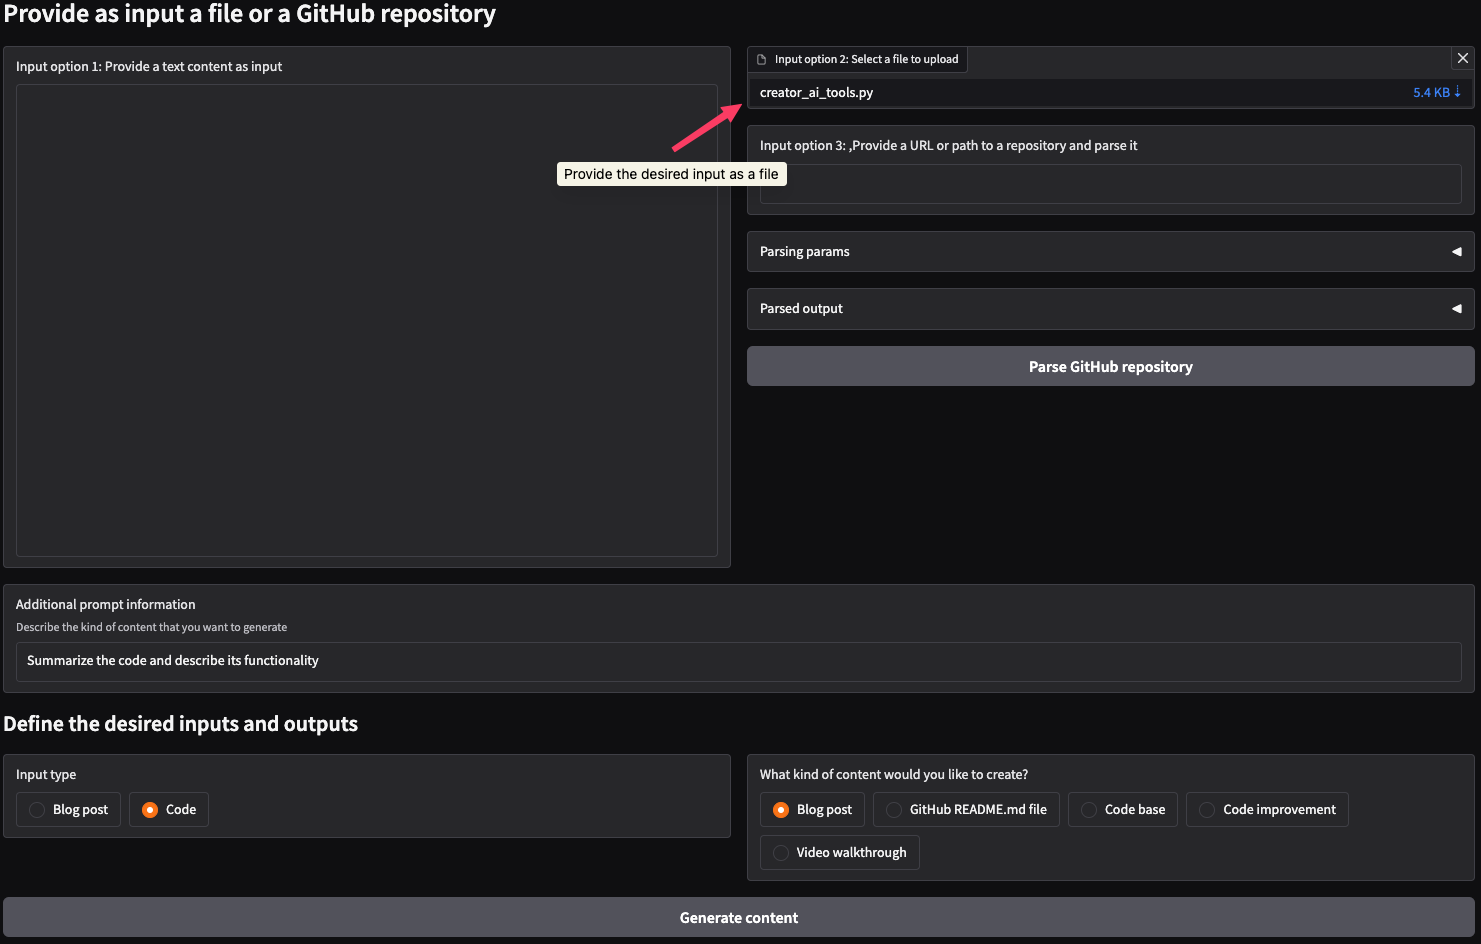 Provide as input a file or a GitHub repository
Input option 1: Provide a text content as input
Input option 2: Select a file to upload
creator_ai_tools.py
5.4 KB ↓
Provide the desired input as a file
Input option 3: ,Provide a URL or path to a repository and parse it
Parsing params
Parsed output
Parse GitHub repository
Additional prompt information
Describe the kind of content that you want to generate
Summarize the code and describe its functionality
Define the desired inputs and outputs
Input type
Blog post
Code
What kind of content would you like to create?
Blog post
GitHub README.md file
Code base
Code improvement
Video walkthrough
Generate content